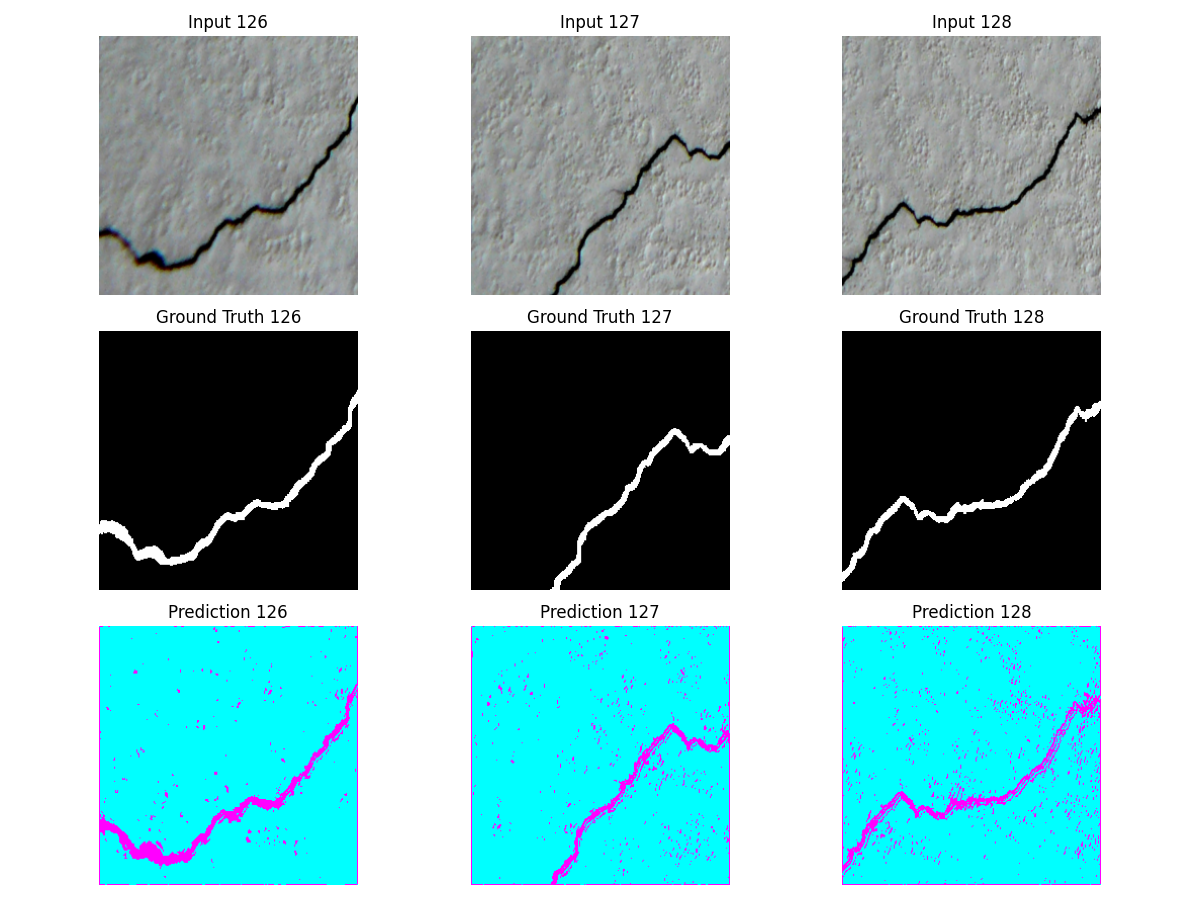 Input 126
Input 127
Input 128
Ground Truth 126
Ground Truth 127
Ground Truth 128
Prediction 126
Prediction 127
Prediction 128